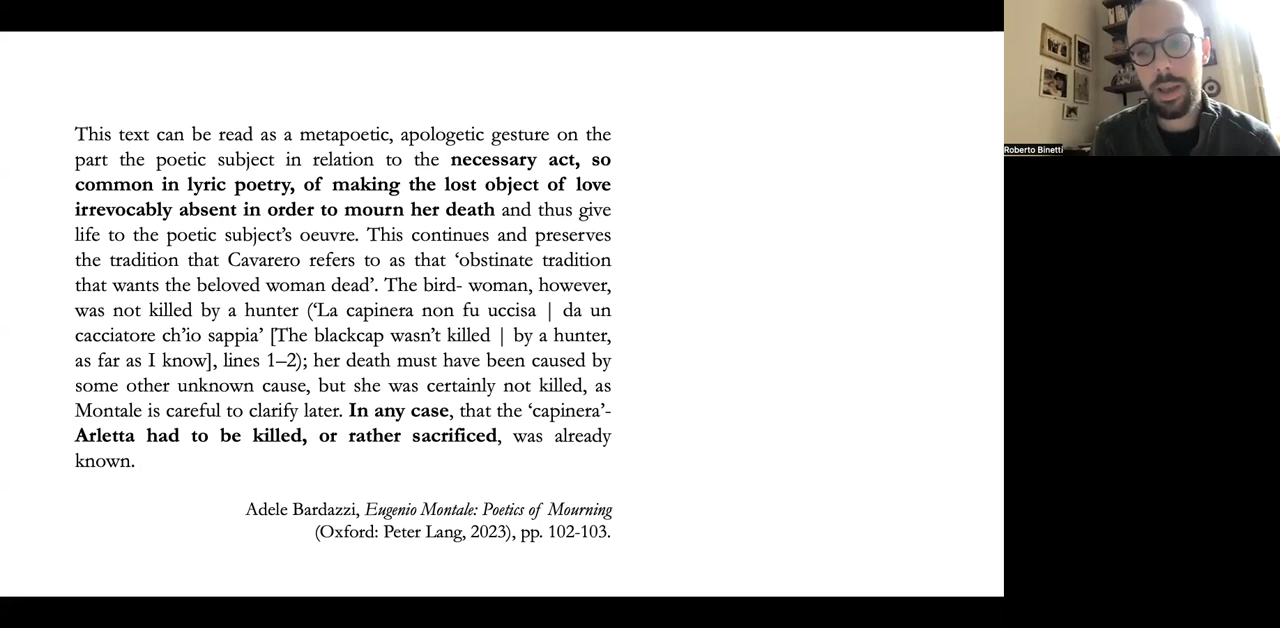 This text can be read as a metapoetic, apologetic gesture on the
part the poetic subject in relation to the necessary act, so
common in lyric poetry, of making the lost object of love
irrevocably absent in order to mourn her death and thus give
life to the poetic subject’s oeuvre. This continues and preserves
the tradition that Cavarero refers to as that ‘obstinate tradition
that wants the beloved woman dead’. The bird- woman, however,
was not killed by a hunter (‘La capinera non fu uccisa | da un
cacciatore ch’io sappia’ [The blackcap wasn’t killed | by a hunter,
as far as I know], lines 1–2); her death must have been caused by
some other unknown cause, but she was certainly not killed, as
Montale is careful to clarify later. In any case, that the ‘capinera’-
Arletta had to be killed, or rather sacrificed, was already
known.
Adele Bardazzi, Eugenio Montale: Poetics of Mourning
(Oxford: Peter Lang, 2023), pp. 102-103.
Roberto Binetti